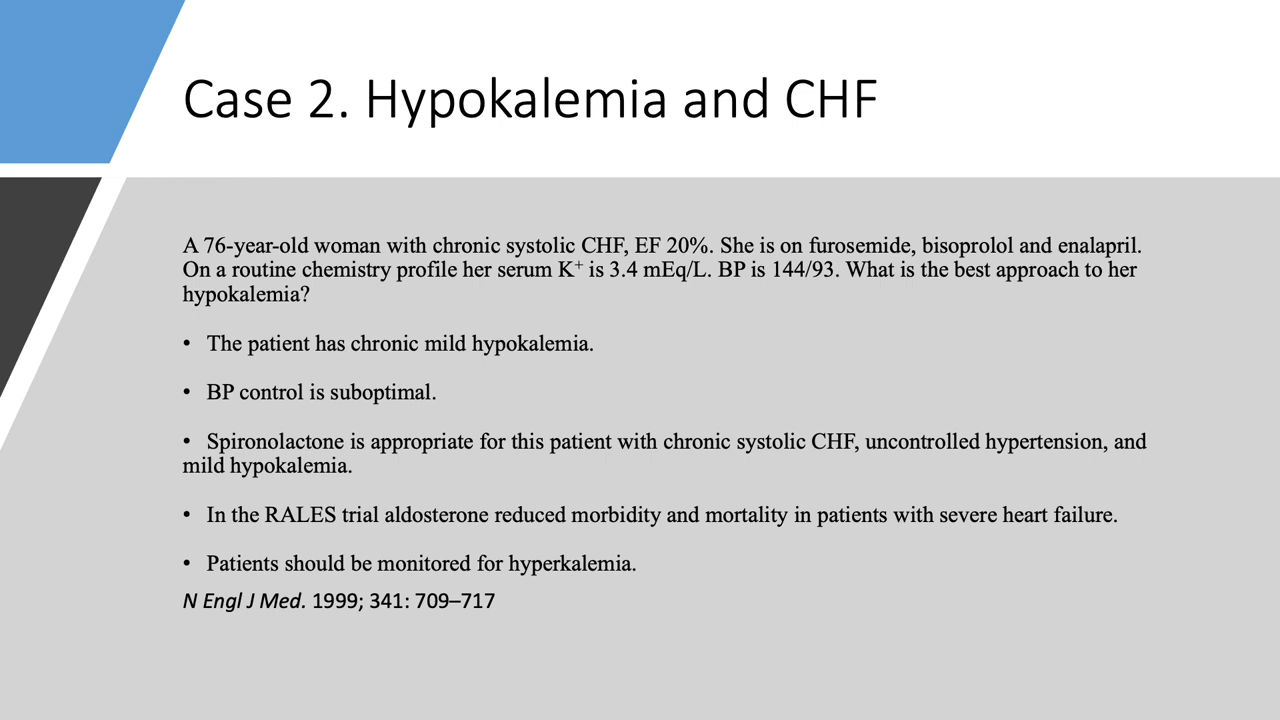 Case 2. Hypokalemia and CHF
A 76-year-old woman with chronic systolic CHF, EF 20%. She is on furosemide, bisoprolol and enalapril.
On a routine chemistry profile her serum K⁺ is 3.4 mEq/L. BP is 144/93. What is the best approach to her
hypokalemia?
• The patient has chronic mild hypokalemia.
• BP control is suboptimal.
• Spironolactone is appropriate for this patient with chronic systolic CHF, uncontrolled hypertension, and
mild hypokalemia.
• In the RALES trial aldosterone reduced morbidity and mortality in patients with severe heart failure.
• Patients should be monitored for hyperkalemia.
N Engl J Med. 1999; 341: 709–717